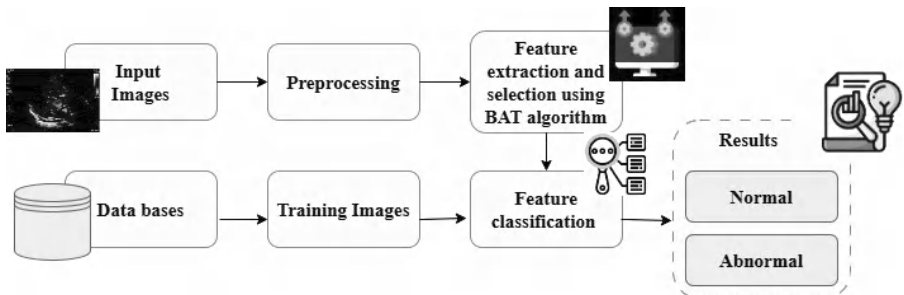 Input
Images
Preprocessing
Feature
extraction and
selection using
BAT algorithm
Data bases
Training Images
Feature
classification
Results
Normal
Abnormal